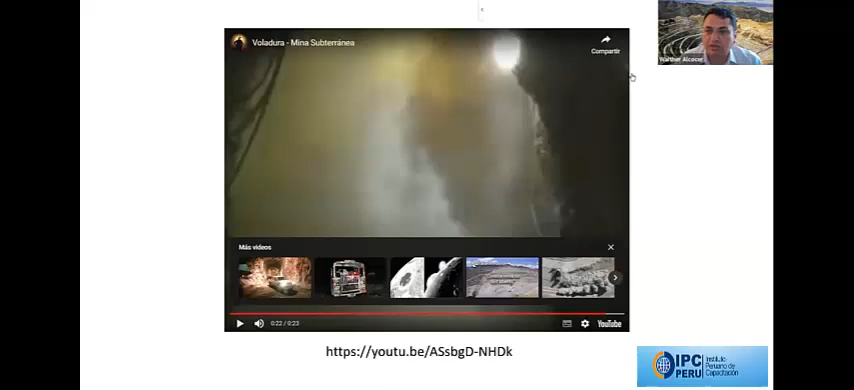 Voladura - Mina Subterránea
Compartir
Walther Alcocer
Más videos
0:22 / 0:23
YouTube
https://youtu.be/ASsbgD-NHDk
IPC
PERU
Instituto
Peruano de
Capacitación